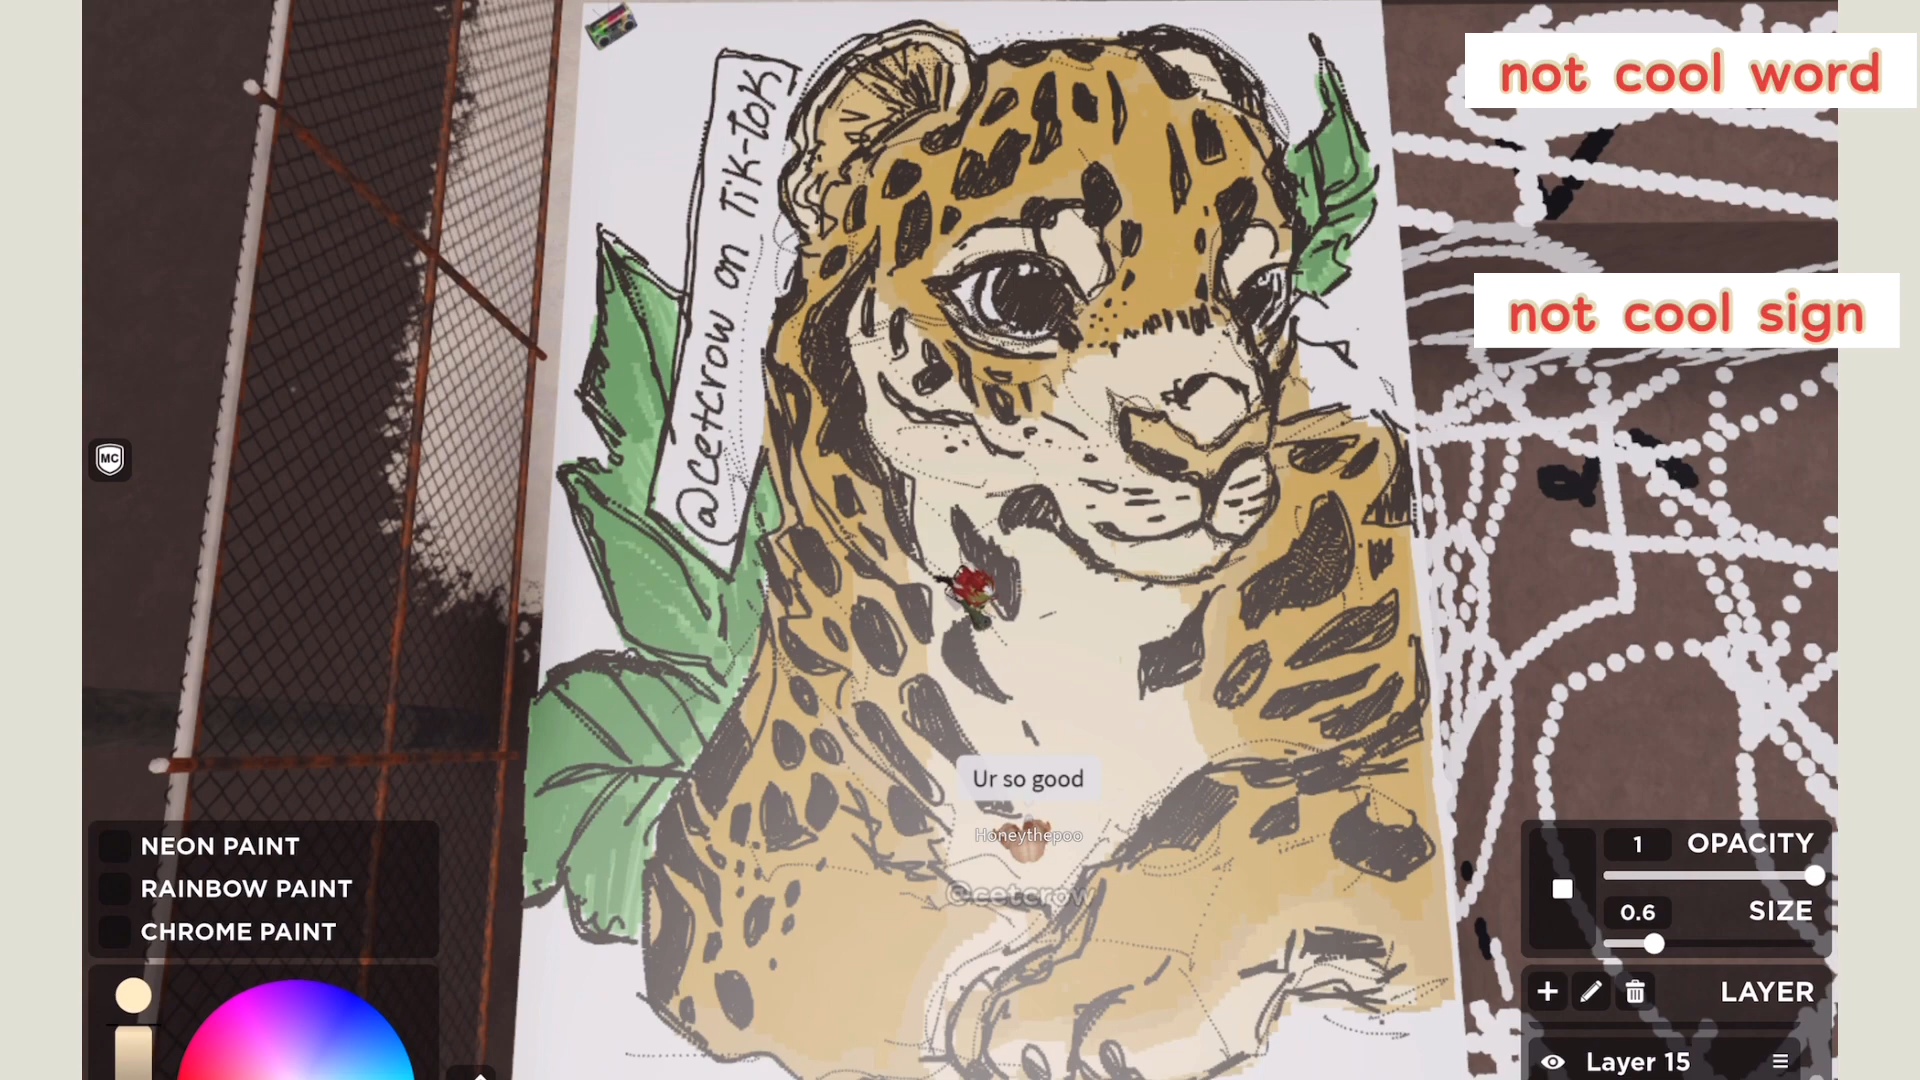 not cool word
@cetcrow on Tik-tok
not cool sign
MC
Ur so good
Honeythepoo
@cetcrow
NEON PAINT
RAINBOW PAINT
CHROME PAINT
1 OPACITY
0.6 SIZE
LAYER
Layer 15